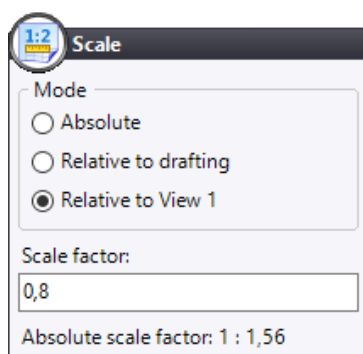 1:2
Scale
Mode
Absolute
Relative to drafting
Relative to View 1
Scale factor:
0,8
Absolute scale factor: 1 : 1,56